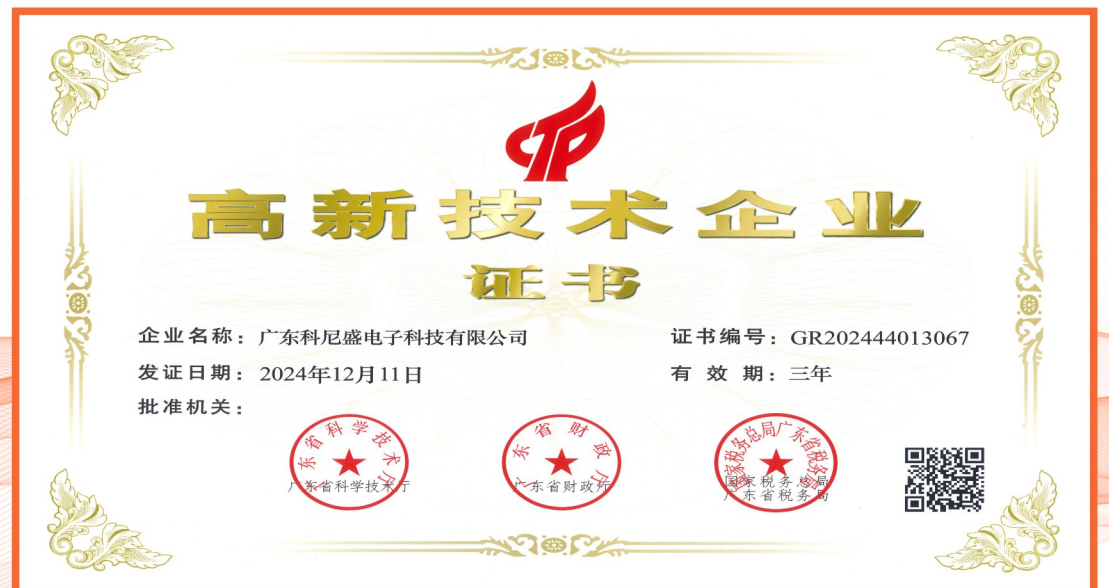 CTP
高新技术企业
证书
企业名称：广东科尼盛电子科技有限公司
证书编号：GR202444013067
发证日期：2024年12月11日
有效期：三年
批准机关：
广东省科学技术厅
广东省科学技术厅
广东省财政厅
广东省财政厅
国家税务总局广东省税务局
国家税务总局
广东省税务局